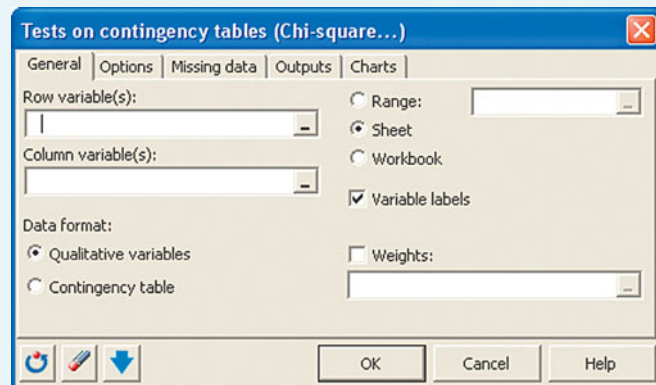 Tests on contingency tables (Chi-square...)
General Options Missing data Outputs Charts
Row variable(s):
Column variable(s):
Data format:
Qualitative variables
Contingency table
Range:
...
Sheet
Workbook
Variable labels
Weights:
...
OK Cancel Help